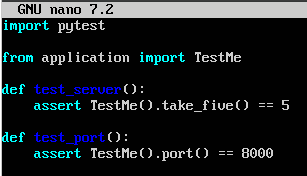 GNU nano 7.2
import pytest
from application import TestMe
def test_server():
    assert TestMe().take_five() == 5
def test_port():
    assert TestMe().port() == 8000